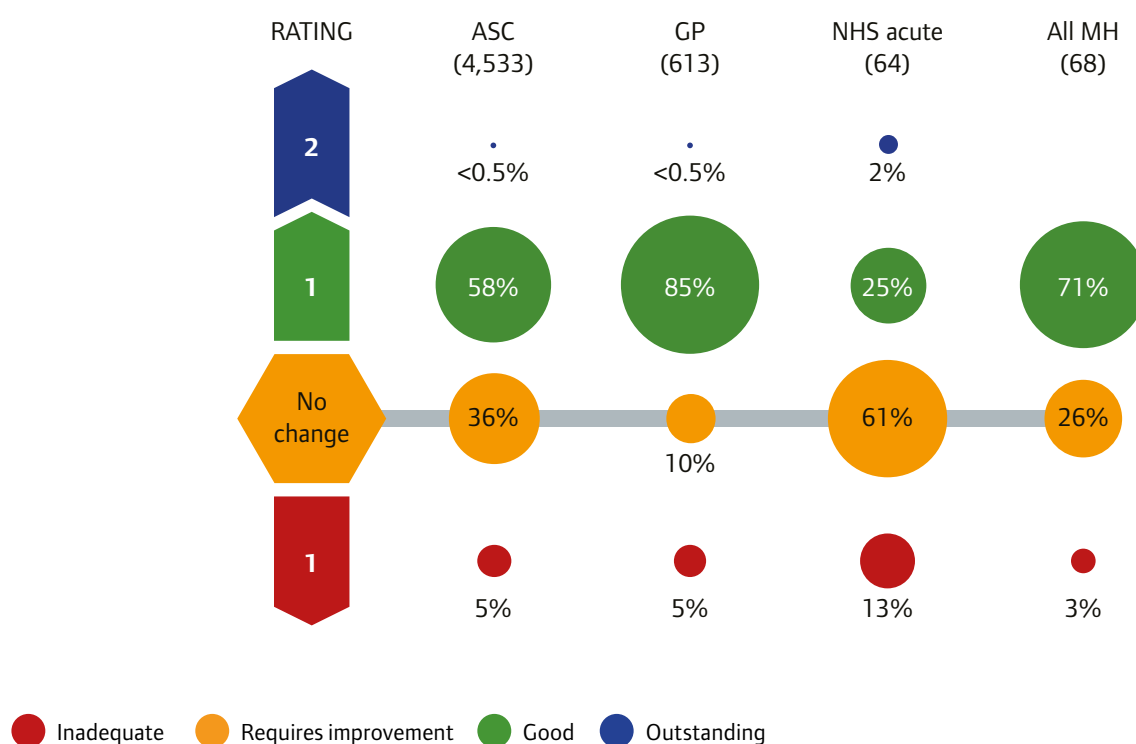 RATING
ASC
(4,533)
GP
(613)
NHS acute
(64)
All MH
(68)
2
<0.5%
<0.5%
2%
1
58%
85%
25%
71%
No
change
36%
10%
61%
26%
1
5%
5%
13%
3%
Inadequate
Requires improvement
Good
Outstanding